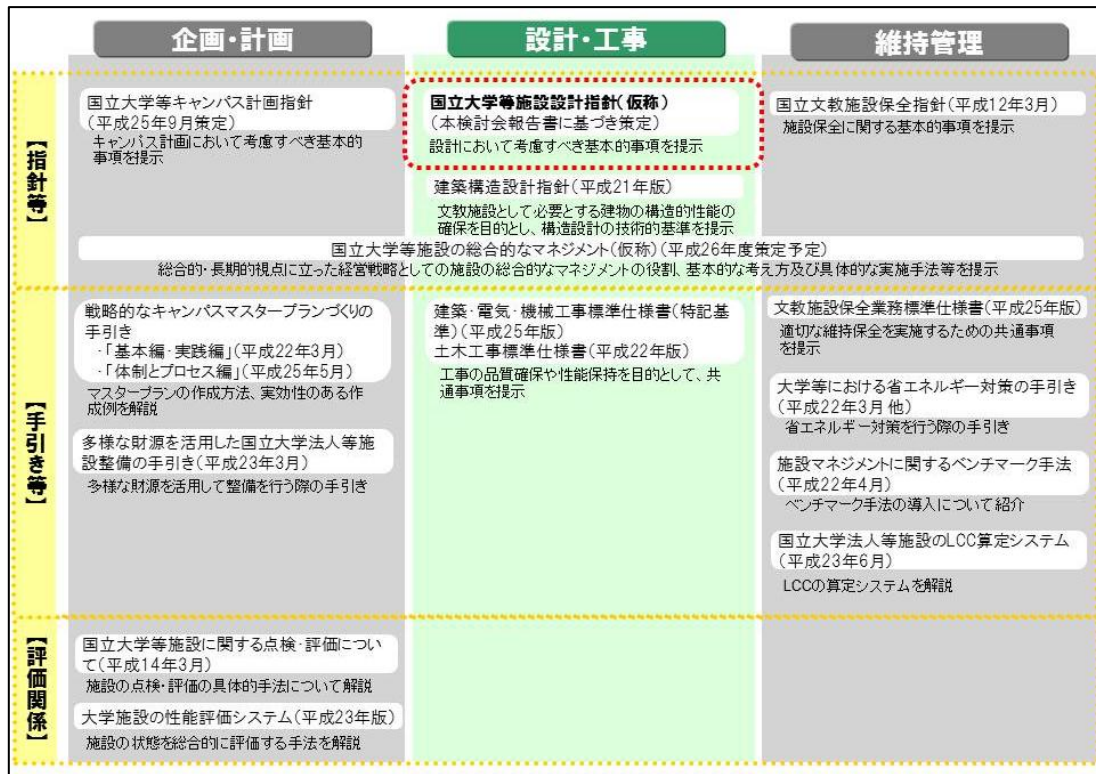 企画・計画
設計・工事
維持管理
【指針等】
国立大学等キャンパス計画指針
(平成25年9月策定)
キャンパス計画において考慮すべき基本的
事項を提示
国立大学等施設設計指針(仮称)
(本検討会報告書に基づき策定)
設計において考慮すべき基本的事項を提示
建築構造設計指針(平成21年版)
文教施設として必要とする建物の構造的性能の
確保を目的とし、構造設計の技術的基準を提示
国立文教施設保全指針(平成12年3月)
施設保全に関する基本的事項を提示
国立大学等施設の総合的なマネジメント(仮称)(平成26年度策定予定)
総合的・長期的視点に立った経営戦略としての施設の総合的なマネジメントの役割、基本的な考え方及び具体的な実施手法等を提示
【手引き等】
戦略的なキャンパスマスタープランづくりの
手引き
・「基本編・実践編」(平成22年3月)
・「体制とプロセス編」(平成25年5月)
マスタープランの作成方法、実効性のある作
成例を解説
多様な財源を活用した国立大学法人等施
設整備の手引き(平成23年3月)
多様な財源を活用して整備を行う際の手引き
建築・電気・機械工事標準仕様書(特記基
準)(平成25年版)
土木工事標準仕様書(平成22年版)
工事の品質確保や性能保持を目的として、共
通事項を提示
文教施設保全業務標準仕様書(平成25年版)
適切な維持保全を実施するための共通事項
を提示
大学等における省エネルギー対策の手引き
(平成22年3月他)
省エネルギー対策を行う際の手引き
施設マネジメントに関するベンチマーク手法
(平成22年4月)
ベンチマーク手法の導入について紹介
国立大学法人等施設のLCC算定システム
(平成23年6月)
LCCの算定システムを解説
【評価関係】
国立大学等施設に関する点検・評価につい
て(平成14年3月)
施設の点検・評価の具体的手法について解説
大学施設の性能評価システム(平成23年版)
施設の状態を総合的に評価する手法を解説